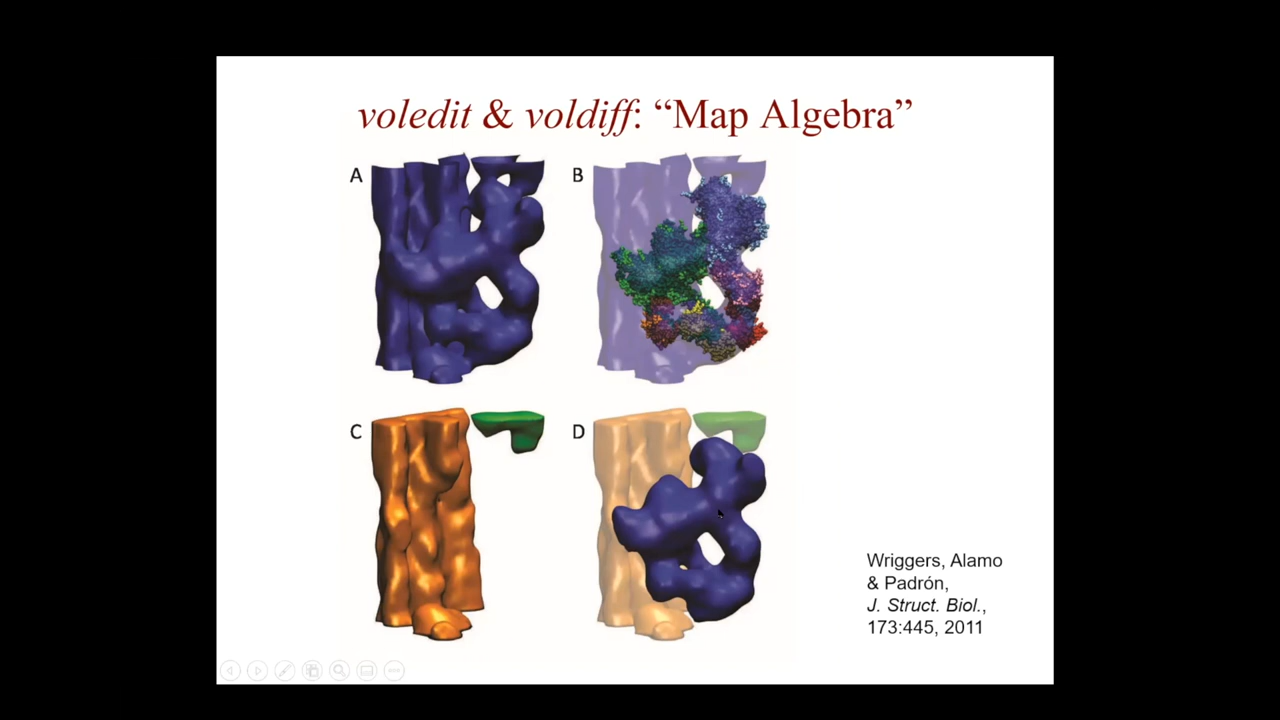 voledit & voldiff: “Map Algebra”
A
B
C
D
Wriggers, Alamo
& Padrón,
J. Struct. Biol.,
173:445, 2011